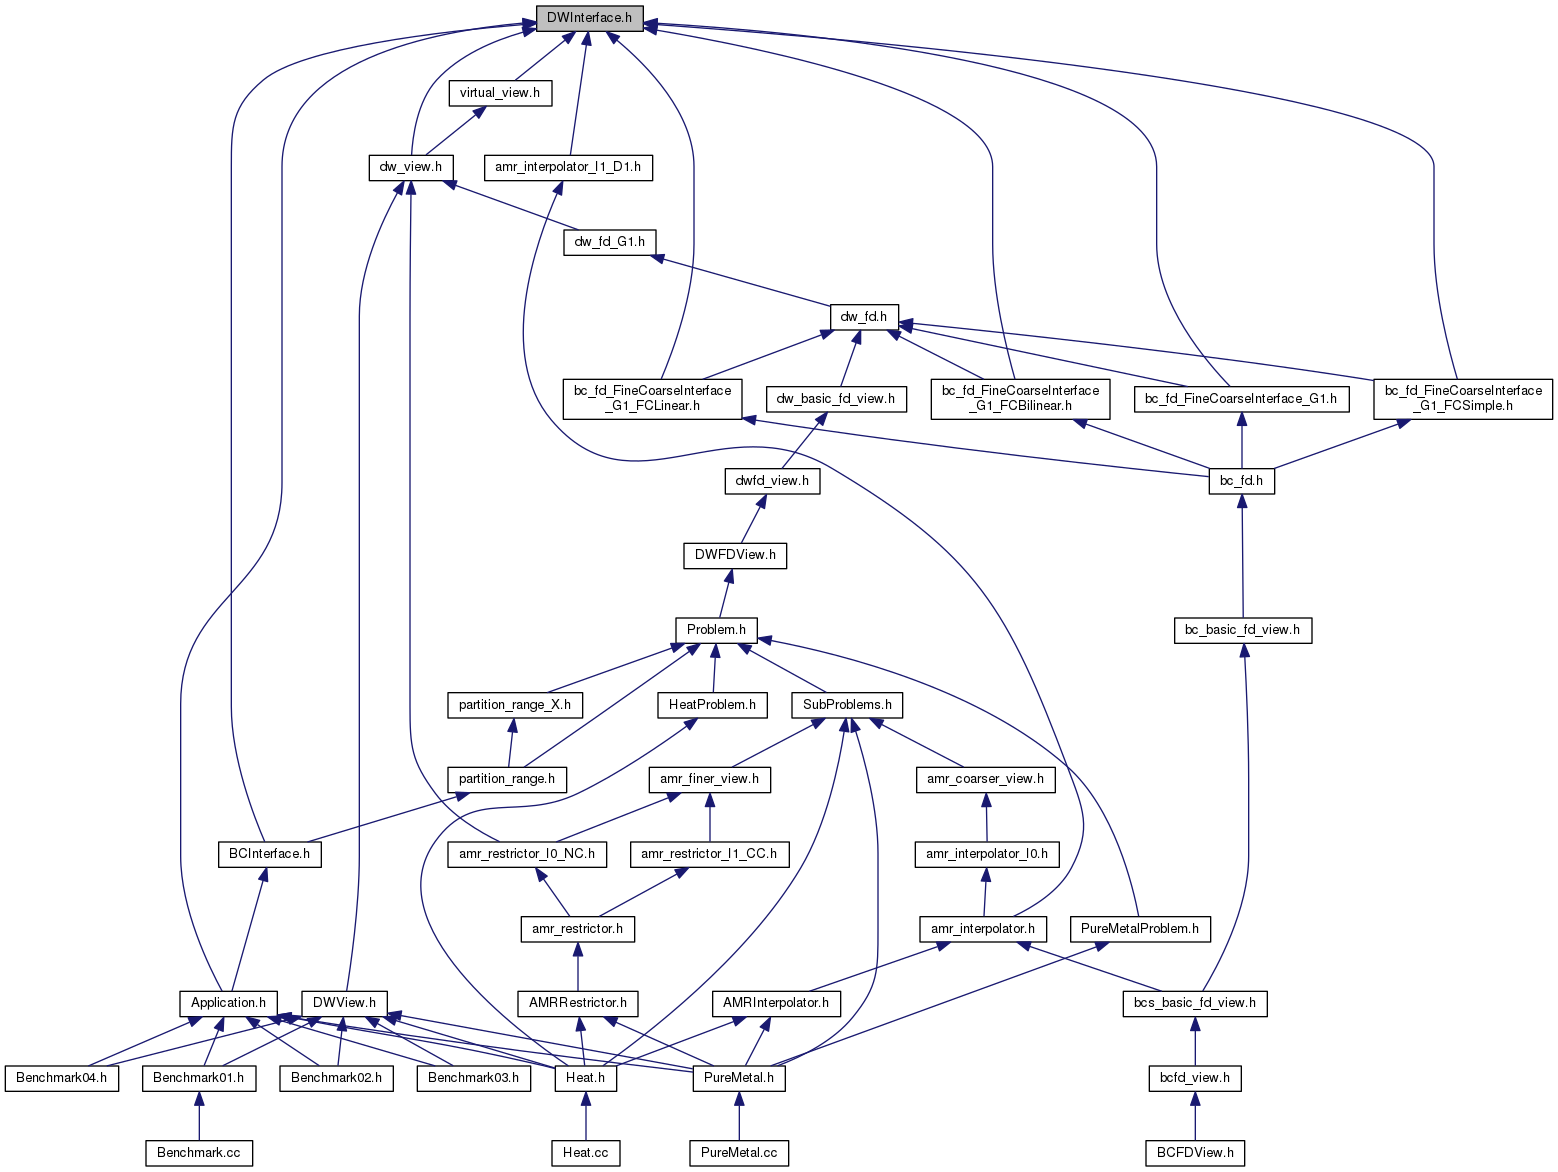 DWInterface.h
virtual_view.h
dw_view.h
amr_interpolator_I1_D1.h
dw_fd_G1.h
dw_fd.h
bc_fd_FineCoarseInterface
_G1_FCLinear.h
dw_basic_fd_view.h
bc_fd_FineCoarseInterface
_G1_FCBilinear.h
bc_fd_FineCoarseInterface_G1.h
bc_fd_FineCoarseInterface
_G1_FCSimple.h
dwfd_view.h
bc_fd.h
DWFDView.h
Problem.h
bc_basic_fd_view.h
partition_range_X.h
HeatProblem.h
SubProblems.h
partition_range.h
amr_finer_view.h
amr_coarser_view.h
BCInterface.h
amr_restrictor_I0_NC.h
amr_restrictor_I1_CC.h
amr_interpolator_I0.h
amr_restrictor.h
amr_interpolator.h
PureMetalProblem.h
Application.h
DWView.h
AMRRestrictor.h
AMRInterpolator.h
bcs_basic_fd_view.h
Benchmark04.h
Benchmark01.h
Benchmark02.h
Benchmark03.h
Heat.h
PureMetal.h
bcfd_view.h
Benchmark.cc
Heat.cc
PureMetal.cc
BCFDView.h